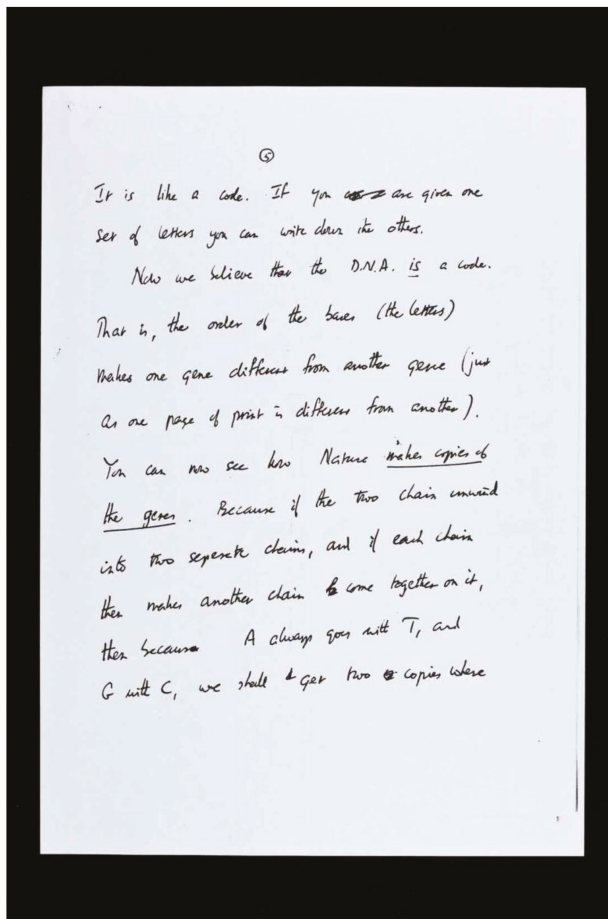 5
It is like a code. If you are given one
set of letters you can write down the others.
Now we believe that the D.N.A. is a code.
That is, the order of the bases (the letters)
makes one gene different from another gene (just
as one page of print is different from another).
You can now see how Nature makes copies of
the genes. Because if the two chain unwind
into two seperate chains, and if each chain
then makes another chain come together on it,
then because A always goes with T, and
G with C, we shall get two copies where